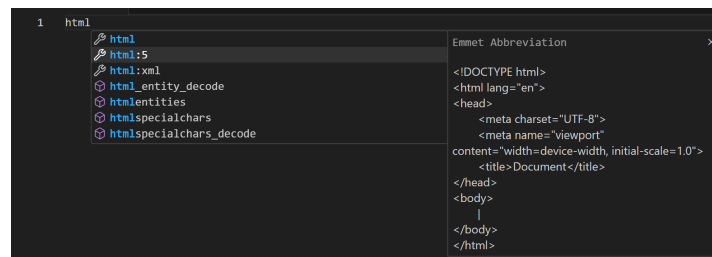 1 html
html
html:5
html:xml
html_entity_decode
htmlentities
htmlspecialchars
htmlspecialchars_decode
Emmet Abbreviation
<!DOCTYPE html>
<html lang="en">
<head>
<meta charset="UTF-8">
<meta name="viewport"
content="width=device-width, initial-scale=1.0">
<title>Document</title>
</head>
<body>
|
</body>
</html>